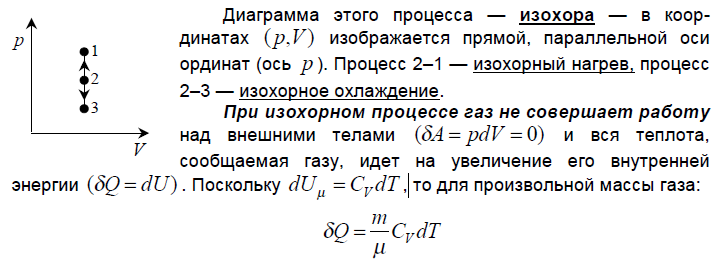 p
1
2
3
V
Диаграмма этого процесса — изохора — в коор-
динатах (p,V) изображается прямой, параллельной оси
ординат (ось p). Процесс 2–1 — изохорный нагрев, процесс
2–3 — изохорное охлаждение.
При изохорном процессе газ не совершает работу
над внешними телами (δA = pdV = 0) и вся теплота,
сообщаемая газу, идет на увеличение его внутренней
энергии (δQ = dU). Поскольку dU_μ = C_V dT, то для произвольной массы газа:
δQ = m/μ C_V dT